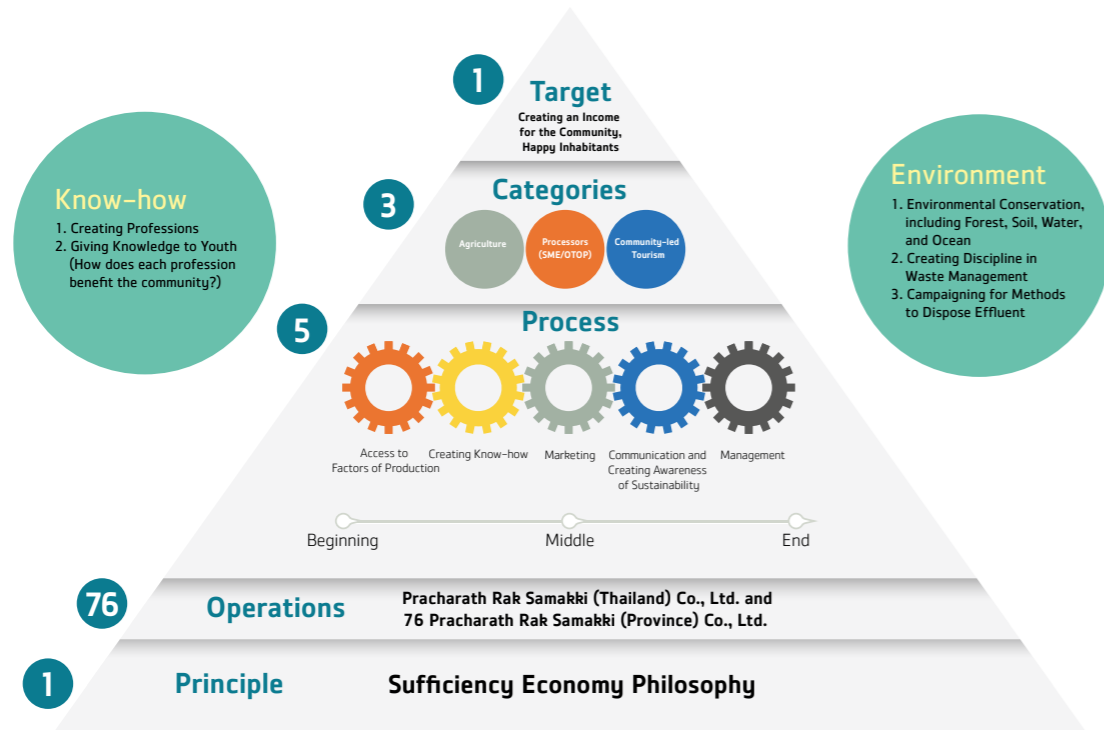 1
Target
Creating an Income
for the Community,
Happy Inhabitants
Know-how
1. Creating Professions
2. Giving Knowledge to Youth
(How does each profession
benefit the community?)
3
Categories
Agriculture
Processors
(SME/OTOP)
Community-led
Tourism
Environment
1. Environmental Conservation,
including Forest, Soil, Water,
and Ocean
2. Creating Discipline in
Waste Management
3. Campaigning for Methods
to Dispose Effluent
5
Process
Access to
Factors of Production
Creating Know-how
Marketing
Communication and
Creating Awareness
of Sustainability
Management
Beginning
Middle
End
76
Operations
Pracharath Rak Samakki (Thailand) Co., Ltd. and
76 Pracharath Rak Samakki (Province) Co., Ltd.
1
Principle
Sufficiency Economy Philosophy